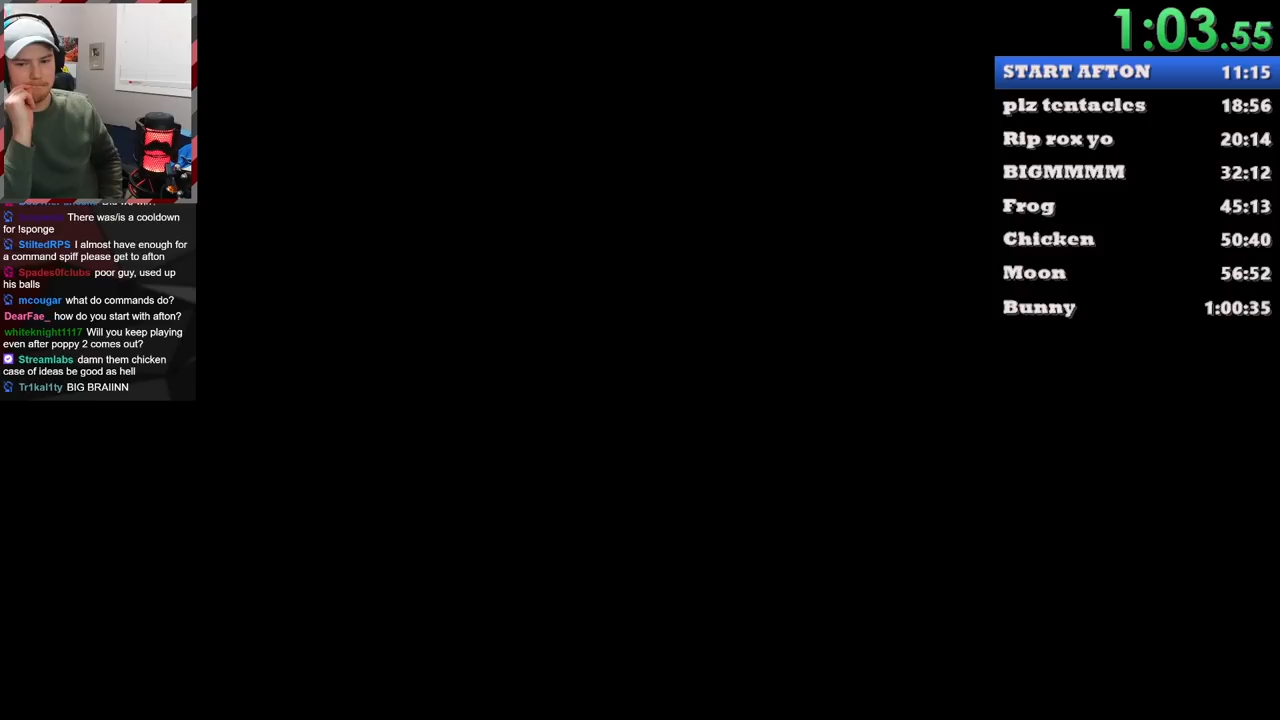 1:03.55
START AFTON 11:15
plz tentacles 18:56
Rip rox yo 20:14
BIGMMMM 32:12
Frog 45:13
Chicken 50:40
Moon 56:52
Bunny 1:00:35
There was/is a cooldown
for !sponge
StiltedRPS I almost have enough for
a command spiff please get to afton
Spades0fclubs poor guy, used up
his balls
mcougar what do commands do?
DearFae_ how do you start with afton?
whiteknight1117 Will you keep playing
even after poppy 2 comes out?
Streamlabs damn them chicken
case of ideas be good as hell
Tr1kal1ty BIG BRAIINN